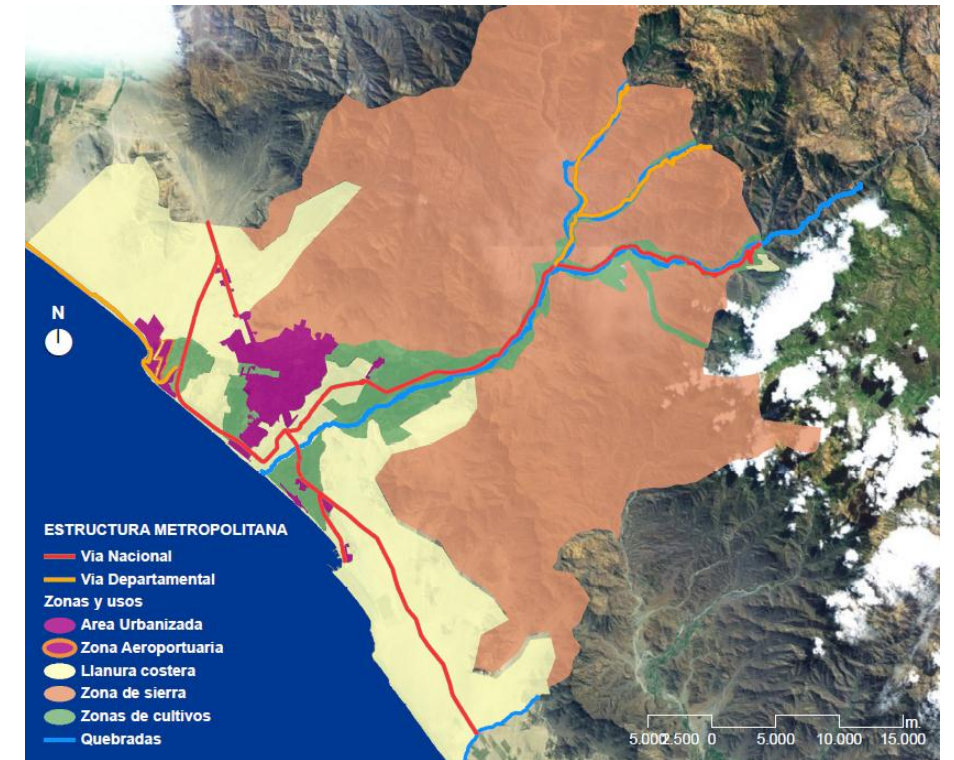 N
ESTRUCTURA METROPOLITANA
Via Nacional
Via Departamental
Zonas y usos
Area Urbanizada
Zona Aeroportuaria
Llanura costera
Zona de sierra
Zonas de cultivos
Quebradas
m.
5.000 2.500 0 5.000 10.000 15.000